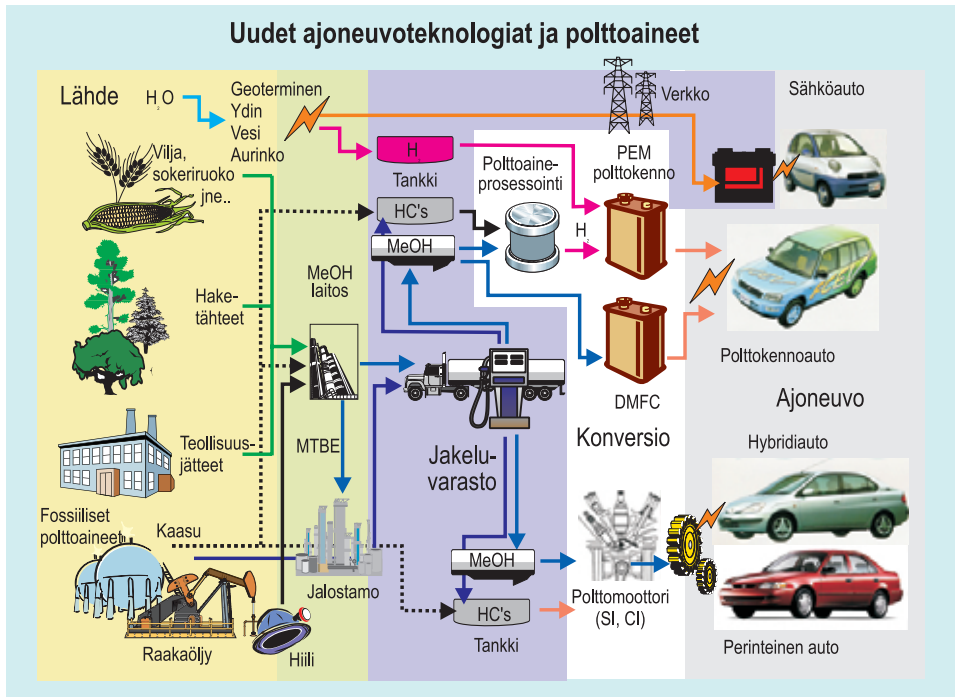 Uudet ajoneuvoteknologiat ja polttoaineet
Lähde
H₂O
Geoterminen
Ydin
Vesi
Aurinko
Verkko
Sähköauto
Vilja,
sokeriruoko
jne..
H
Tankki
Polttoaine-
prosessointi
PEM
polttokenno
HC's
MeOH
H₂
MeOH
laitos
Hake-
tähteet
Polttokennoauto
DMFC
Ajoneuvo
Konversio
Hybridiauto
Teollisuus-
jätteet
MTBE
Jakelu-
varasto
Fossiiliset
polttoaineet
Kaasu
Jalostamo
MeOH
HC's
Tankki
Polttomoottori
(SI, CI)
Raakaöljy
Hiili
Perinteinen auto